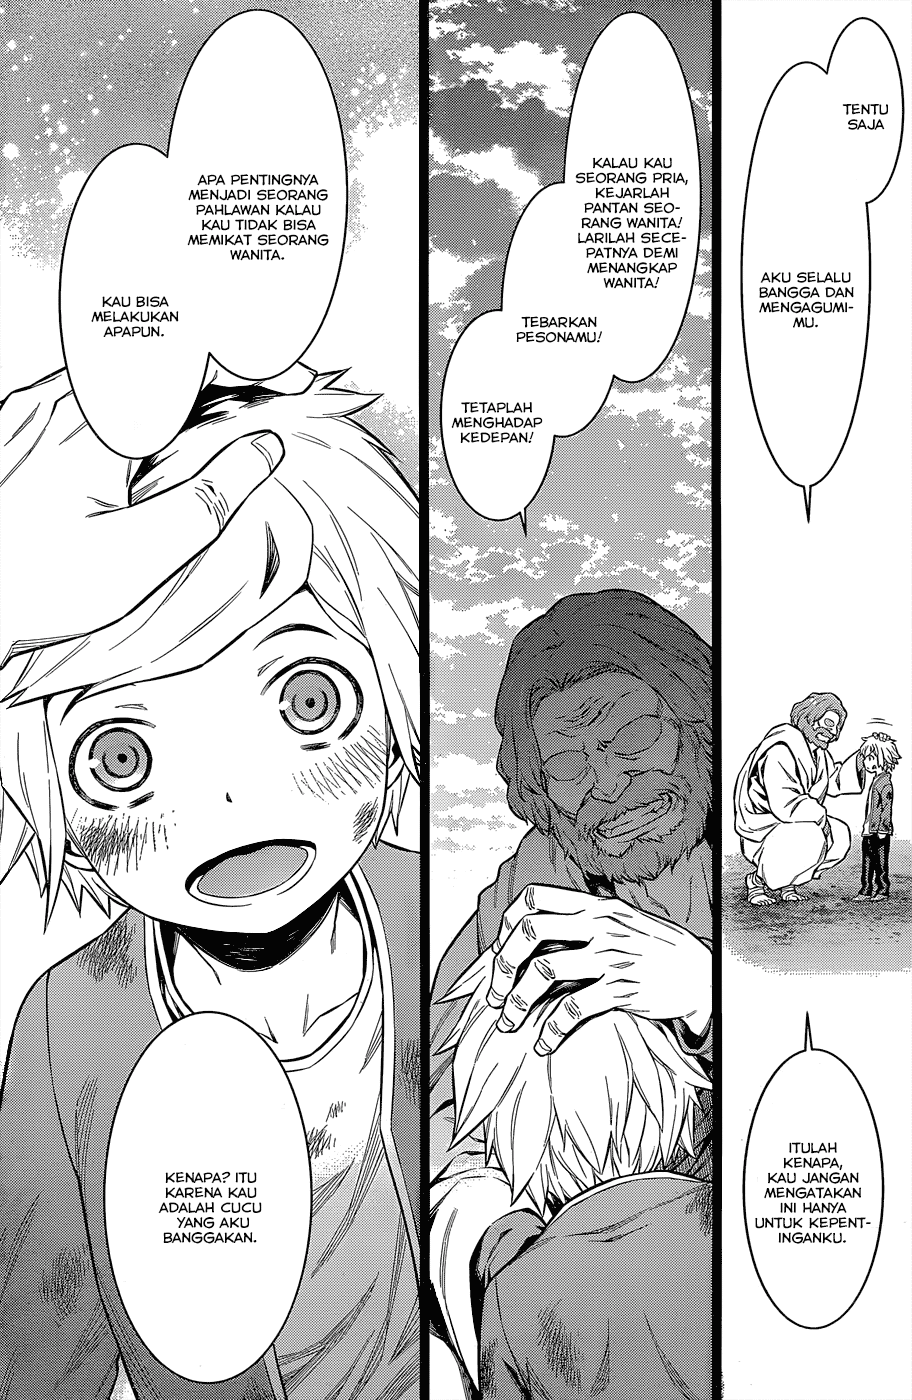 TENTU
SAJA
AKU SELALU
BANGGA DAN
MENGAGUMI-
MU.
ITULAH
KENAPA,
KAU JANGAN
MENGATAKAN
INI HANYA
UNTUK KEPENT-
INGANKU.
KALAU KAU
SEORANG PRIA,
KEJARLAH
PANTAN SEO-
RANG WANITA!
LARILAH SECE-
PATNYA DEMI
MENANGKAP
WANITA!
TEBARKAN
PESONAMU!
TETAPLAH
MENGHADAP
KEDEPAN!
APA PENTINGNYA
MENJADI SEORANG
PAHLAWAN KALAU
KAU TIDAK BISA
MEMIKAT SEORANG
WANITA.
KAU BISA
MELAKUKAN
APAPUN.
KENAPA? ITU
KARENA KAU
ADALAH CUCU
YANG AKU
BANGGAKAN.